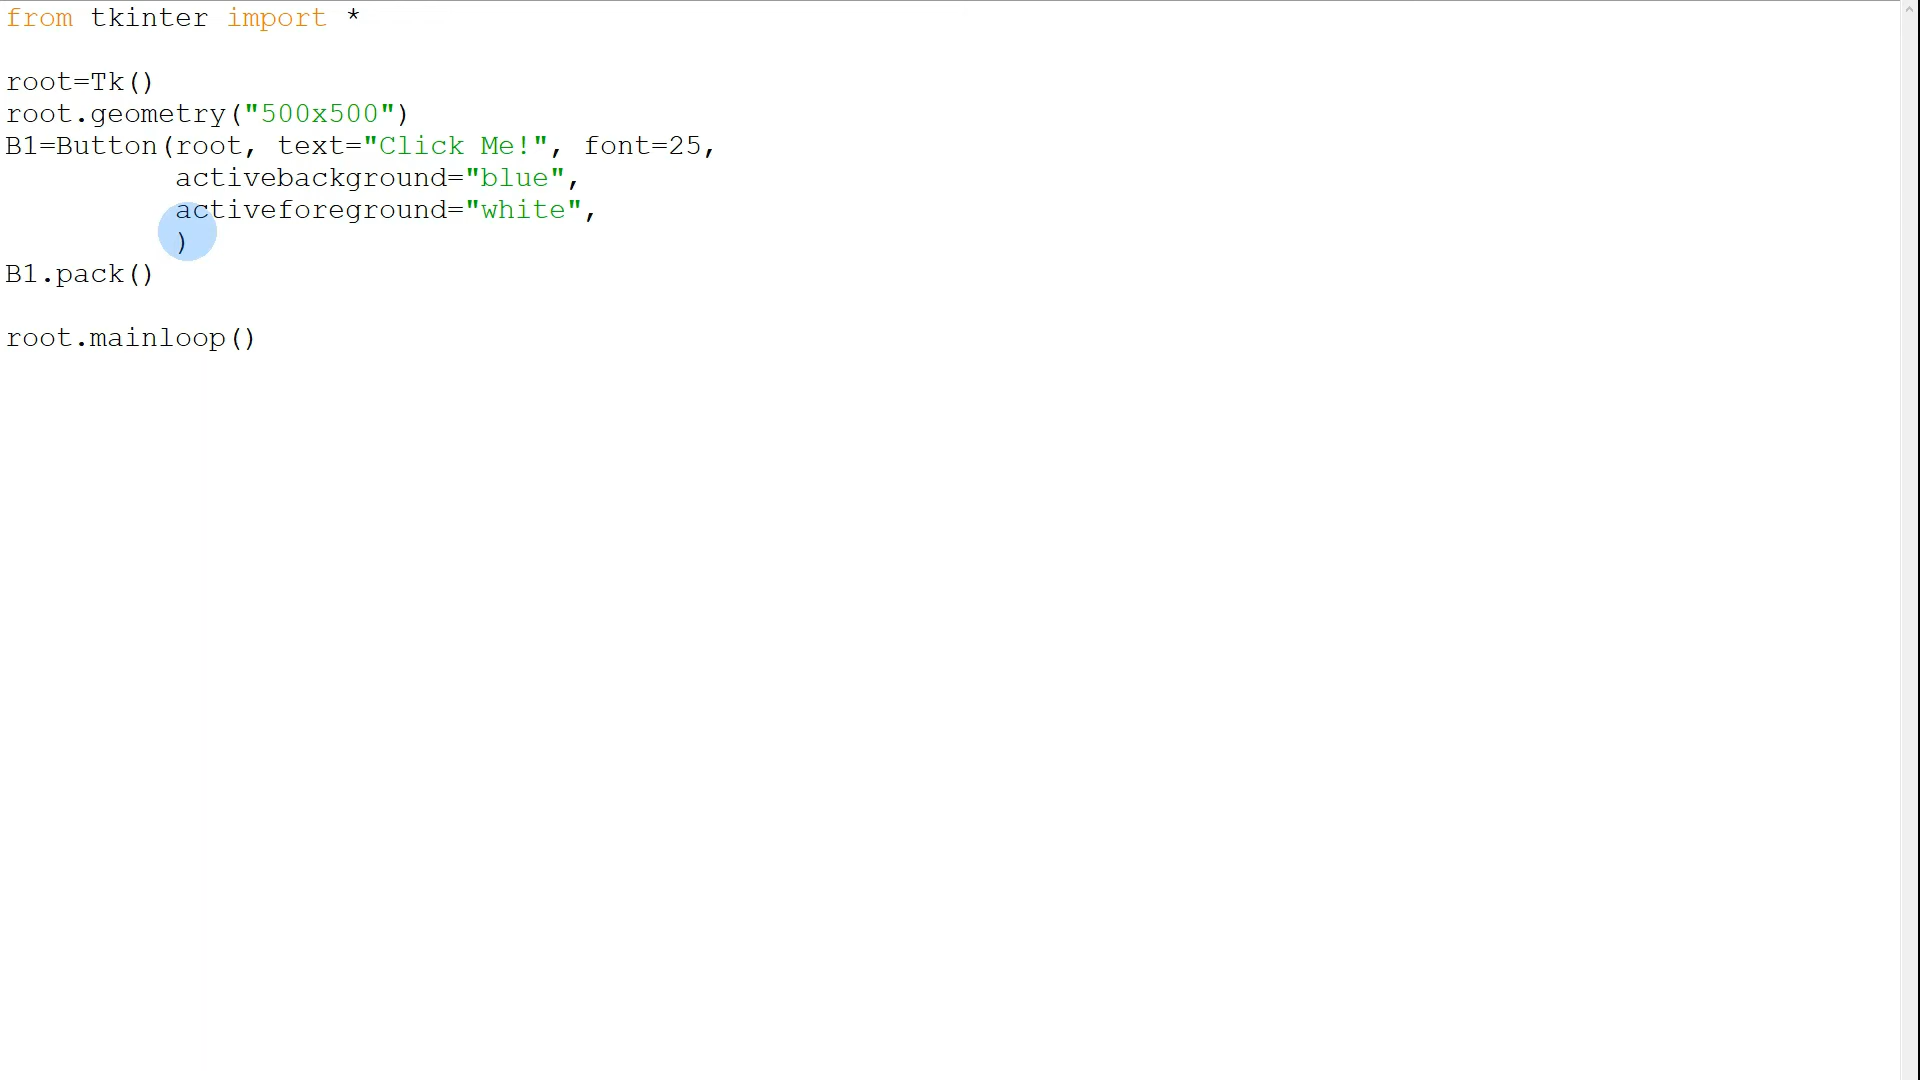 from tkinter import *
root=Tk()
root.geometry("500x500")
B1=Button(root, text="Click Me!", font=25,
activebackground="blue",
activeforeground="white",
)
B1.pack()
root.mainloop()